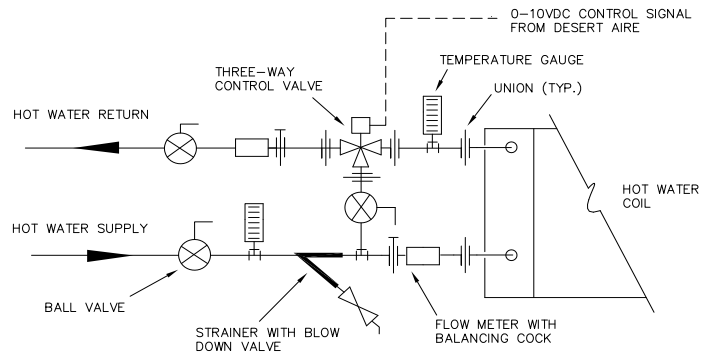 0-10VDC CONTROL SIGNAL
FROM DESERT AIRE
TEMPERATURE GAUGE
THREE-WAY
CONTROL VALVE
UNION (TYP.)
HOT WATER RETURN
HOT WATER
COIL
HOT WATER SUPPLY
BALL VALVE
STRAINER WITH BLOW
DOWN VALVE
FLOW METER WITH
BALANCING COCK